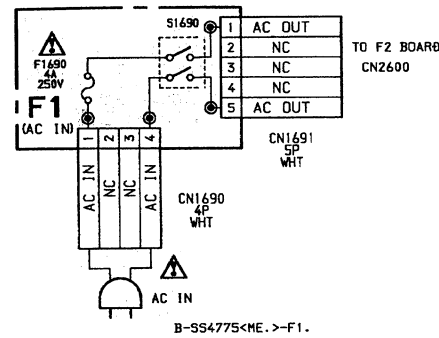 S1690
1 AC OUT
2 NC
3 NC
4 NC
5 AC OUT
TO F2 BOARD
CN2600
F1690
4A
250V
F1
(AC IN)
CN1691
5P
WHT
1 2 3 4
AC IN
NC
NC
AC IN
CN1690
4P
WHT
AC IN
B-SS4775<ME.>-F1.